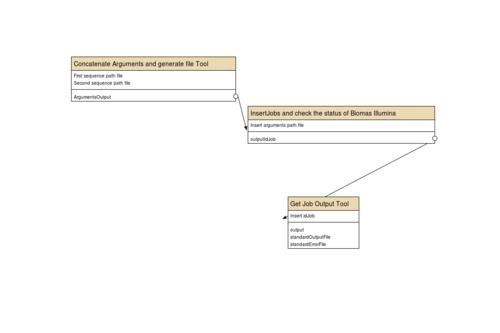 Concatenate Arguments and generate file Tool
First sequence path file
Second sequence path file
ArgumentsOutput
InsertJobs and check the status of Biomas Illumina
Insert arguments path file
outputIdJob
Get Job Output Tool
Insert idJob
output
standardOutputFile
standardErrorFile